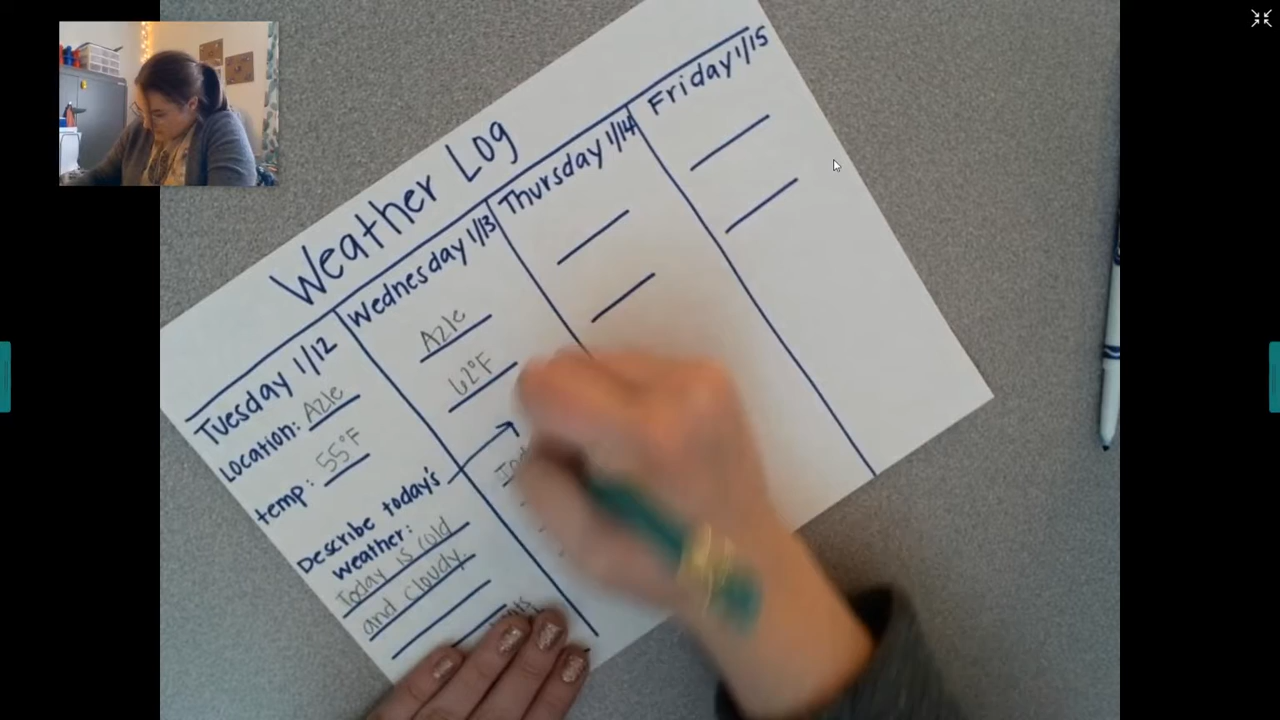 Weather Log
Tuesday 1/12
Location: Azle
temp: 55°F
Describe today's
weather:
Today is cold
and cloudy.
Wednesday 1/13
Azle
62°F
Thursday 1/14
Friday 1/15